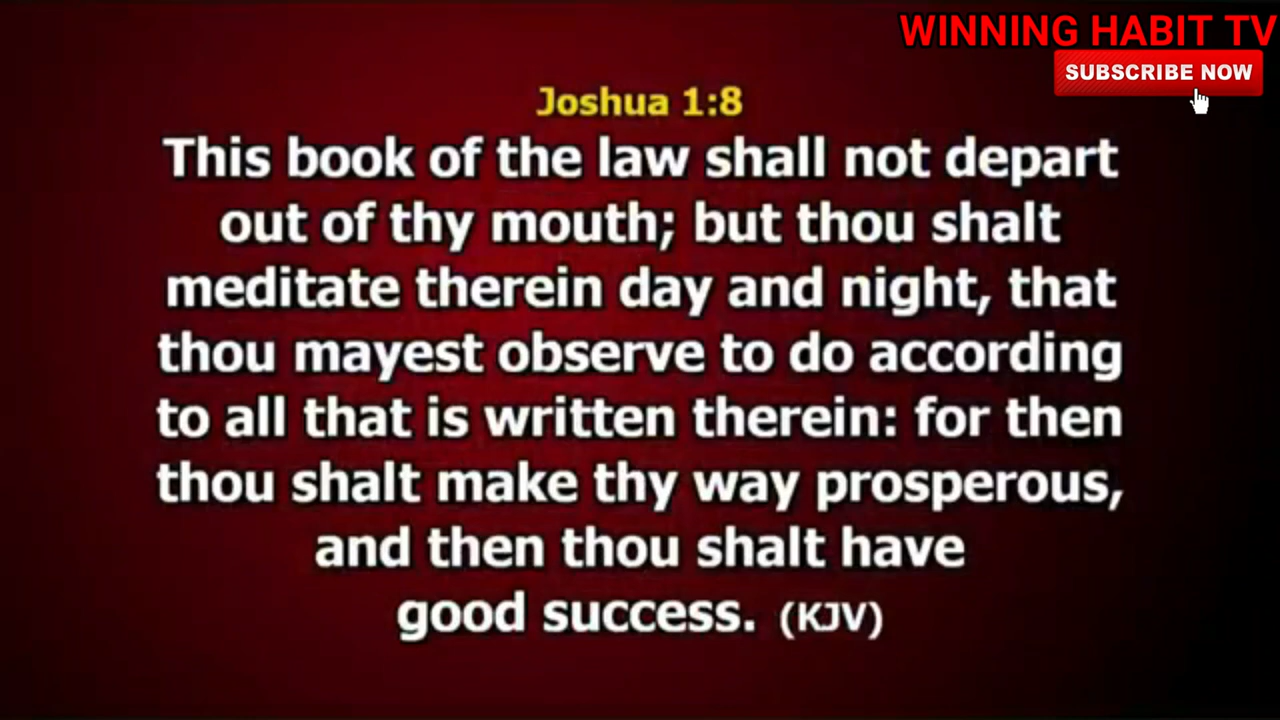 WINNING HABIT TV
SUBSCRIBE NOW
Joshua 1:8
This book of the law shall not depart
out of thy mouth; but thou shalt
meditate therein day and night, that
thou mayest observe to do according
to all that is written therein: for then
thou shalt make thy way prosperous,
and then thou shalt have
good success. (KJV)